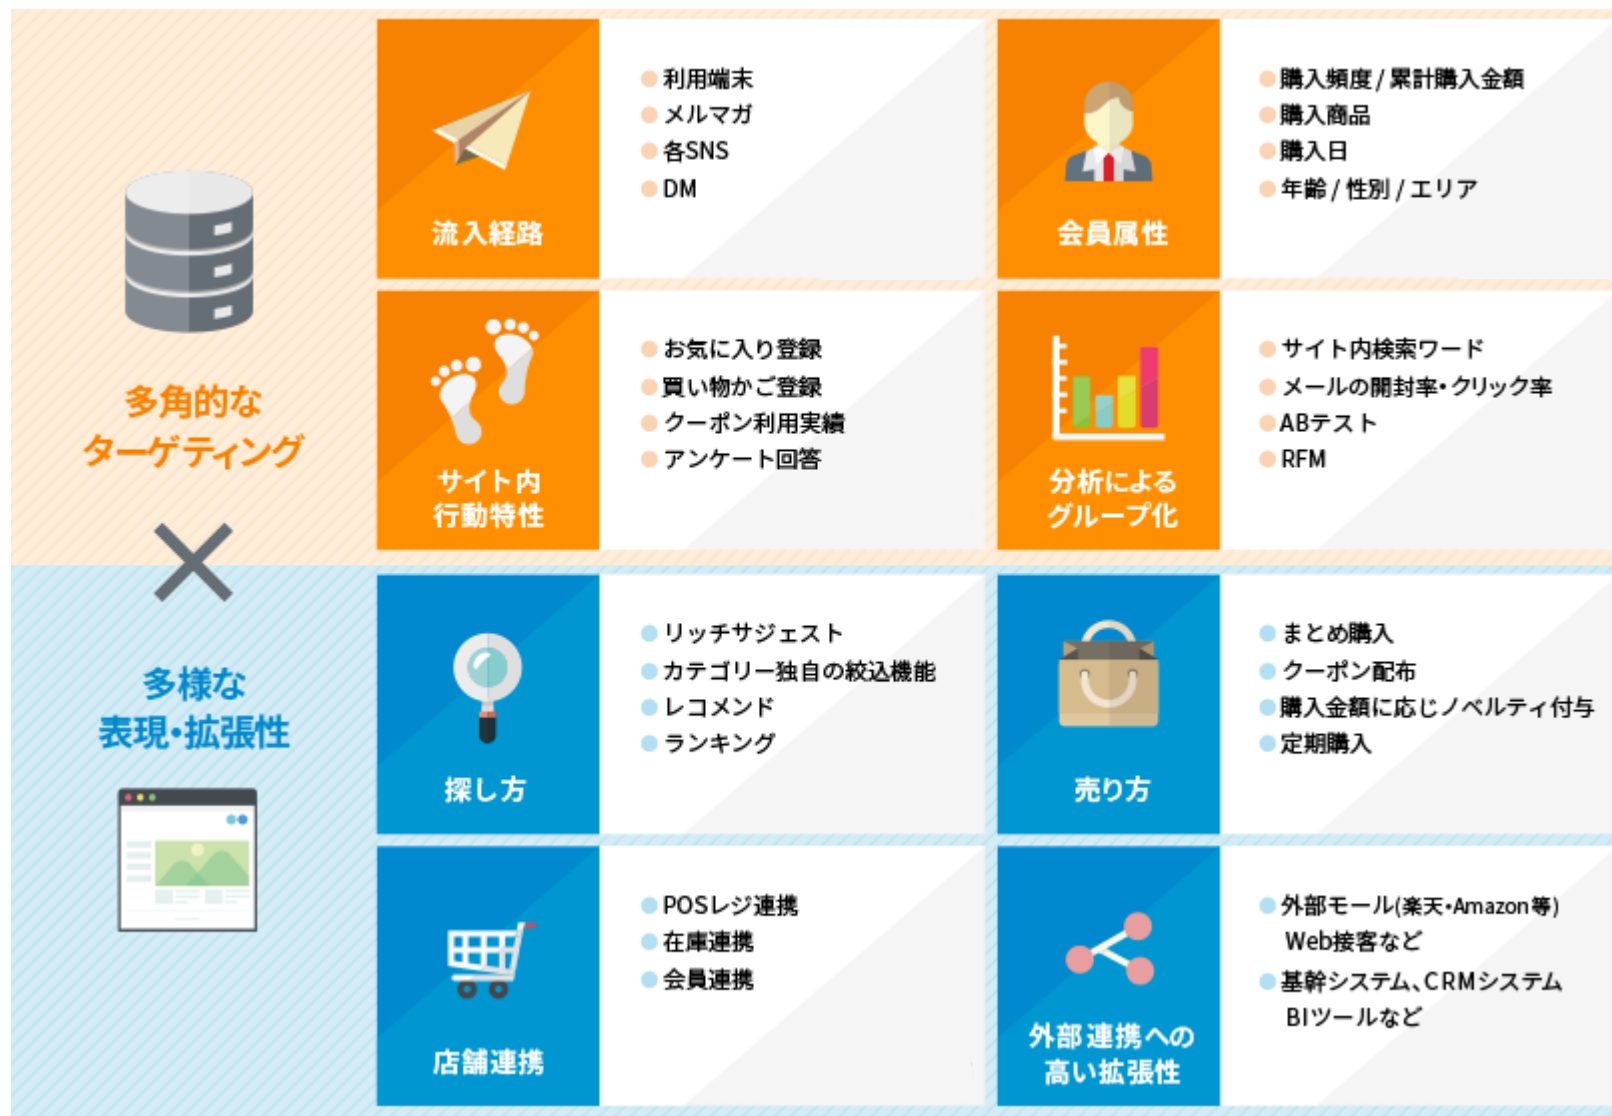 多角的な
ターゲティング
流入経路
利用端末
メルマガ
各SNS
DM
会員属性
購入頻度 / 累計購入金額
購入商品
購入日
年齢 / 性別 / エリア
サイト内
行動特性
お気に入り登録
買い物かご登録
クーポン利用実績
アンケート回答
分析による
グループ化
サイト内検索ワード
メールの開封率・クリック率
ABテスト
RFM
多様な
表現・拡張性
探し方
リッチサジェスト
カテゴリー独自の絞込機能
レコメンド
ランキング
売り方
まとめ購入
クーポン配布
購入金額に応じノベルティ付与
定期購入
店舗連携
POSレジ連携
在庫連携
会員連携
外部連携への
高い拡張性
外部モール(楽天・Amazon等)
Web接客など
基幹システム、CRMシステム
BIツールなど